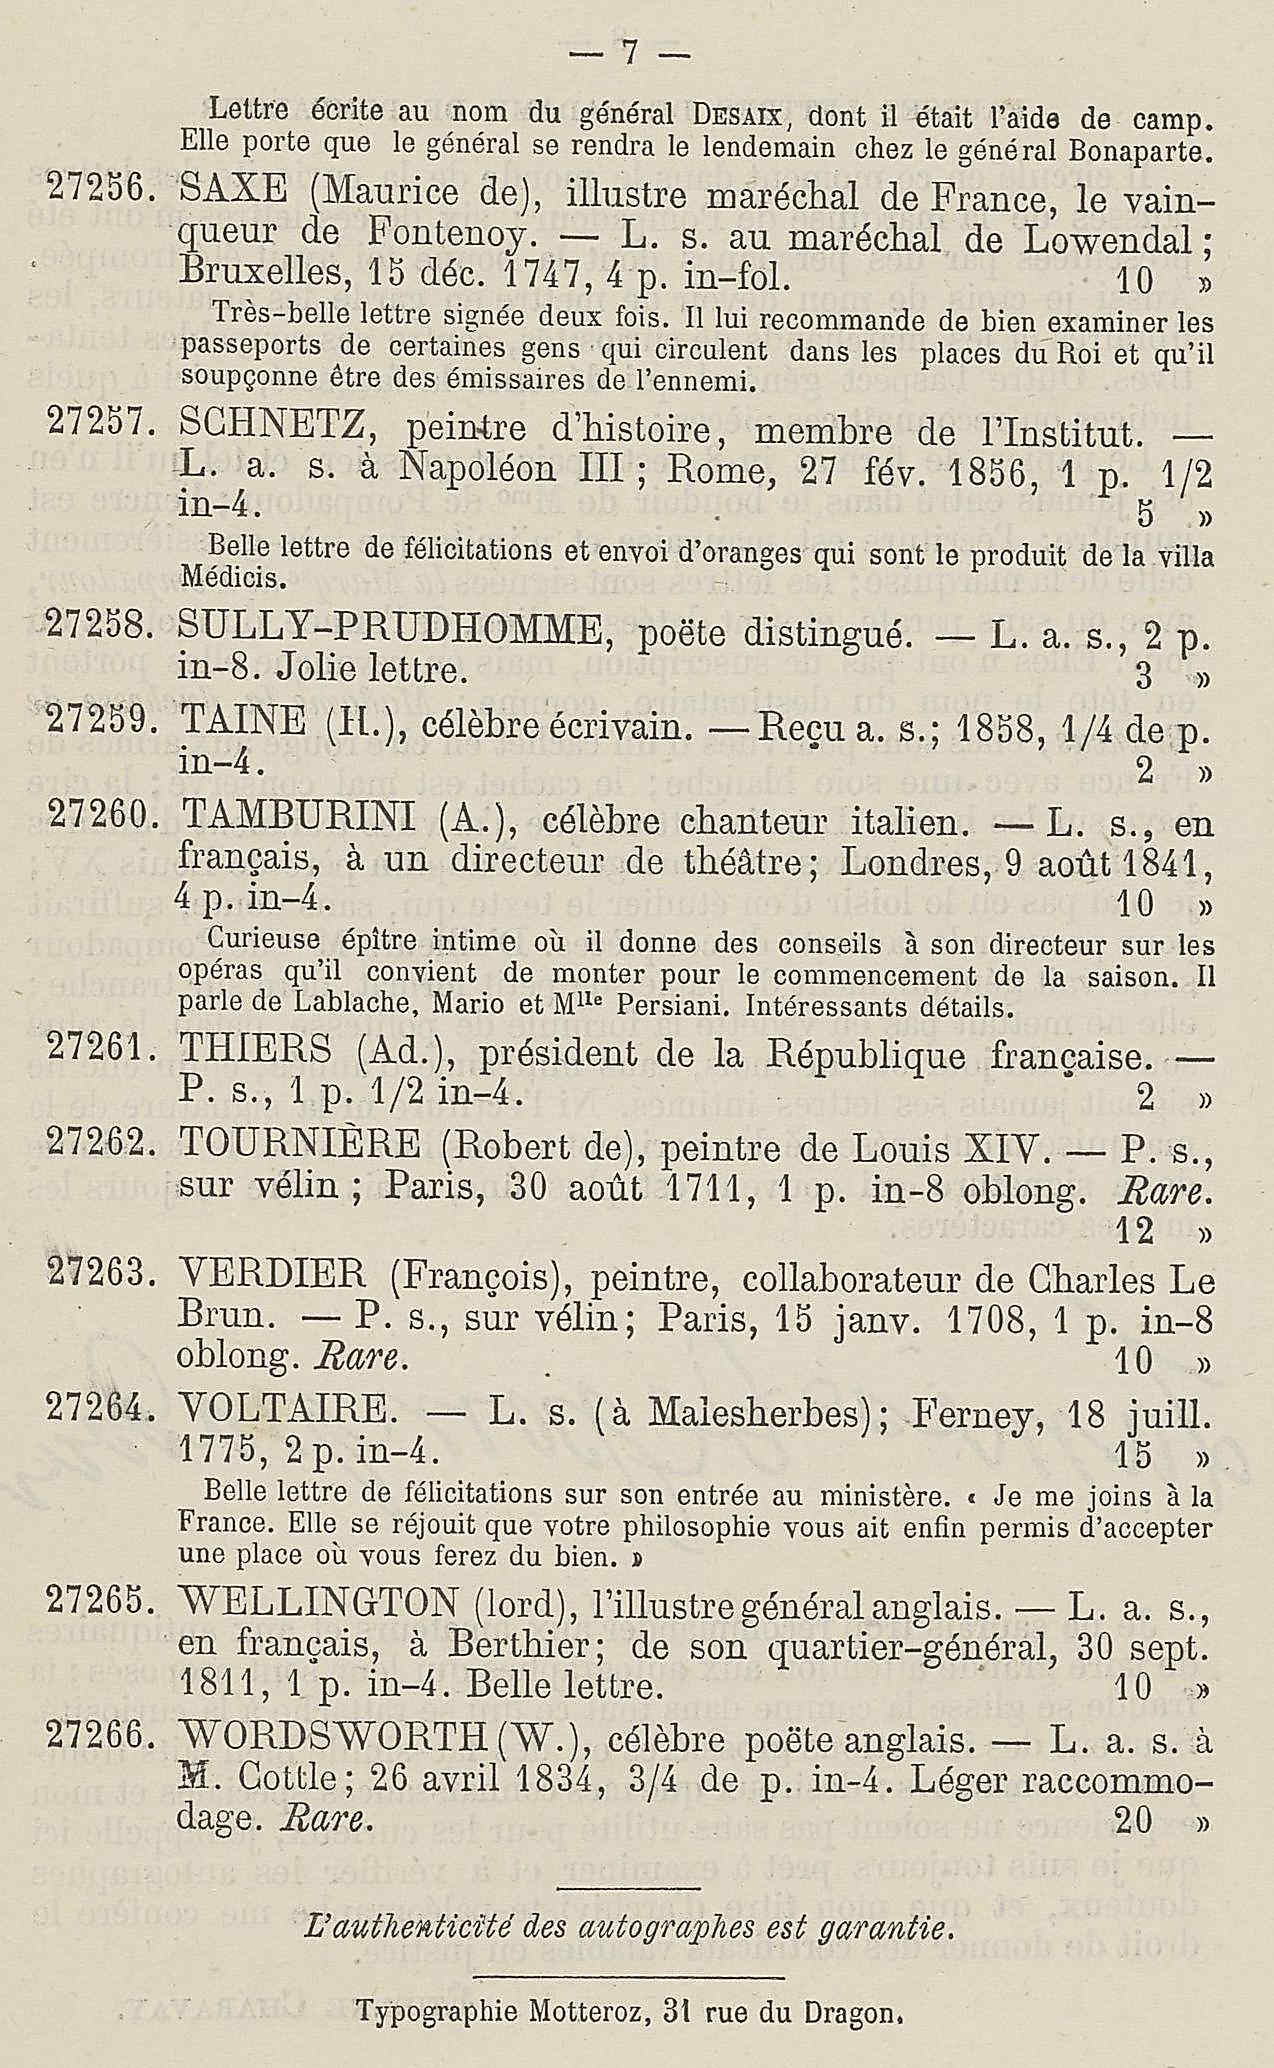 — 7 —
Lettre écrite au nom du général DESAIX, dont il était l'aide de camp.
Elle porte que le général se rendra le lendemain chez le général Bonaparte.
27256. SAXE (Maurice de), illustre maréchal de France, le vain-
queur de Fontenoy. — L. s. au maréchal de Lowendal ;
Bruxelles, 15 déc. 1747, 4 p. in-fol. 10 »
Très-belle lettre signée deux fois. Il lui recommande de bien examiner les
passeports de certaines gens qui circulent dans les places du Roi et qu'il
soupçonne être des émissaires de l'ennemi.
27257. SCHNETZ, peintre d'histoire, membre de l'Institut. —
L. a. s. à Napoléon III ; Rome, 27 fév. 1856, 1 p. 1/2
in-4. 5 »
Belle lettre de félicitations et envoi d'oranges qui sont le produit de la villa
Médicis.
27258. SULLY-PRUDHOMME, poëte distingué. — L. a. s., 2 p.
in-8. Jolie lettre. 3 »
27259. TAINE (H.), célèbre écrivain. — Reçu a. s.; 1858, 1/4 de p.
in-4. 2 »
27260. TAMBURINI (A.), célèbre chanteur italien. — L. s., en
français, à un directeur de théâtre; Londres, 9 août 1841,
4 p. in-4. 10 »
Curieuse épître intime où il donne des conseils à son directeur sur les
opéras qu'il convient de monter pour le commencement de la saison. Il
parle de Lablache, Mario et Mlle Persiani. Intéressants détails.
27261. THIERS (Ad.), président de la République française. —
P. s., 1 p. 1/2 in-4. 2 »
27262. TOURNIÈRE (Robert de), peintre de Louis XIV. — P. s.,
sur vélin ; Paris, 30 août 1711, 1 p. in-8 oblong. Rare.
12 »
27263. VERDIER (François), peintre, collaborateur de Charles Le
Brun. — P. s., sur vélin; Paris, 15 janv. 1708, 1 p. in-8
oblong. Rare. 10 »
27264. VOLTAIRE. — L. s. (à Malesherbes); Ferney, 18 juill.
1775, 2 p. in-4. 15 »
Belle lettre de félicitations sur son entrée au ministère. « Je me joins à la
France. Elle se réjouit que votre philosophie vous ait enfin permis d'accepter
une place où vous ferez du bien. »
27265. WELLINGTON (lord), l'illustre général anglais. — L. a. s.,
en français, à Berthier; de son quartier-général, 30 sept.
1811, 1 p. in-4. Belle lettre. 10 »
27266. WORDSWORTH (W.), célèbre poëte anglais. — L. a. s. à
M. Cottle; 26 avril 1834, 3/4 de p. in-4. Léger raccommo-
dage. Rare. 20 »
L'authenticité des autographes est garantie.
Typographie Motteroz, 31 rue du Dragon.